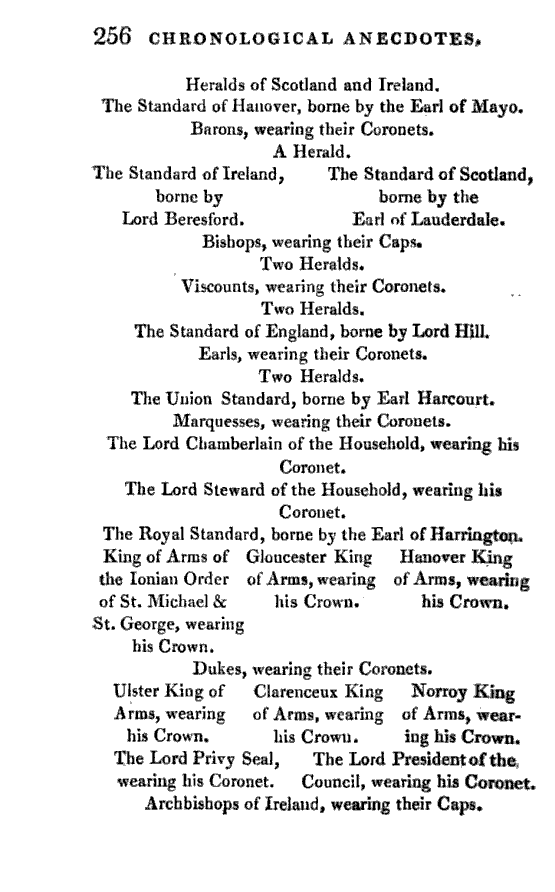 256 CHRONOLOGICAL ANECDOTES.
Heralds of Scotland and Ireland.
The Standard of Hanover, borne by the Earl of Mayo.
Barons, wearing their Coronets.
A Herald.
The Standard of Ireland, The Standard of Scotland,
borne by borne by the
Lord Beresford. Earl of Lauderdale.
Bishops, wearing their Caps.
Two Heralds.
Viscounts, wearing their Coronets.
Two Heralds.
The Standard of England, borne by Lord Hill.
Earls, wearing their Coronets.
Two Heralds.
The Union Standard, borne by Earl Harcourt.
Marquesses, wearing their Coronets.
The Lord Chamberlain of the Household, wearing his
Coronet.
The Lord Steward of the Household, wearing his
Coronet.
The Royal Standard, borne by the Earl of Harrington.
King of Arms of Gloucester King Hanover King
the Ionian Order of Arms, wearing of Arms, wearing
of St. Michael & his Crown. his Crown.
St. George, wearing
his Crown.
Dukes, wearing their Coronets.
Ulster King of Clarenceux King Norroy King
Arms, wearing of Arms, wearing of Arms, wear-
his Crown. his Crown. ing his Crown.
The Lord Privy Seal, The Lord President of the
wearing his Coronet. Council, wearing his Coronet.
Archbishops of Ireland, wearing their Caps.